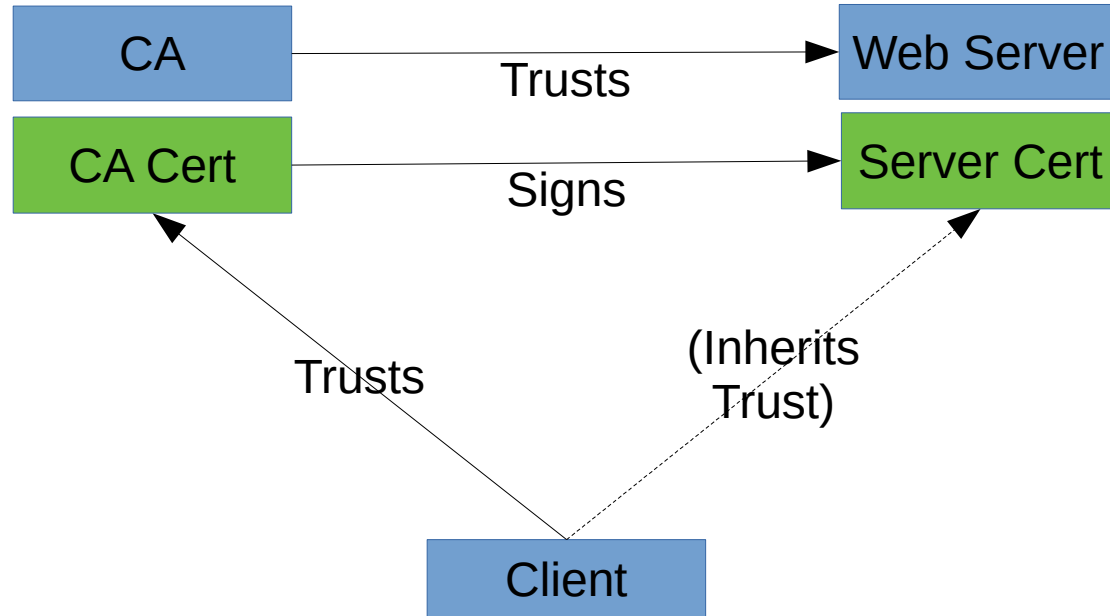 CA
Web Server
Trusts
CA Cert
Server Cert
Signs
Trusts
(Inherits
Trust)
Client